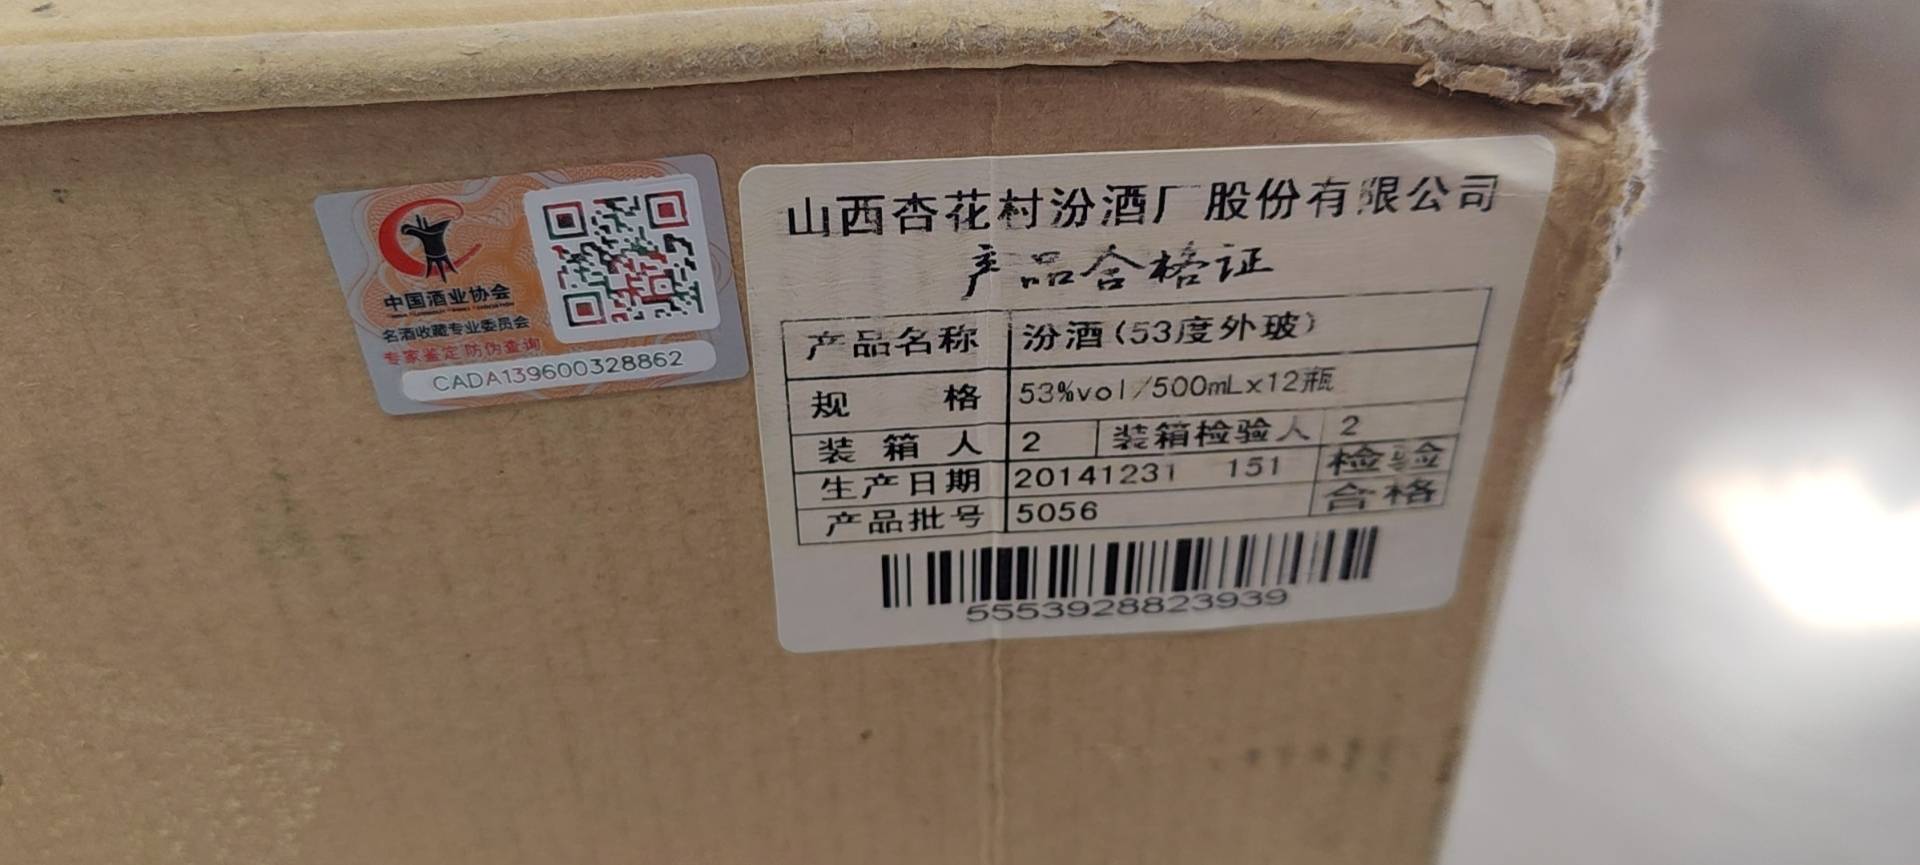 中国酒业协会
名酒收藏专业委员会
专家鉴定 防伪查询
CADA139600328862
山西杏花村汾酒厂股份有限公司
产品合格证
产品名称 汾酒(53度外玻)
规格 53%vol/500mLx12瓶
装箱人 2 装箱检验人 2
生产日期 20141231 151 检验
产品批号 5056 合格
5553928823939